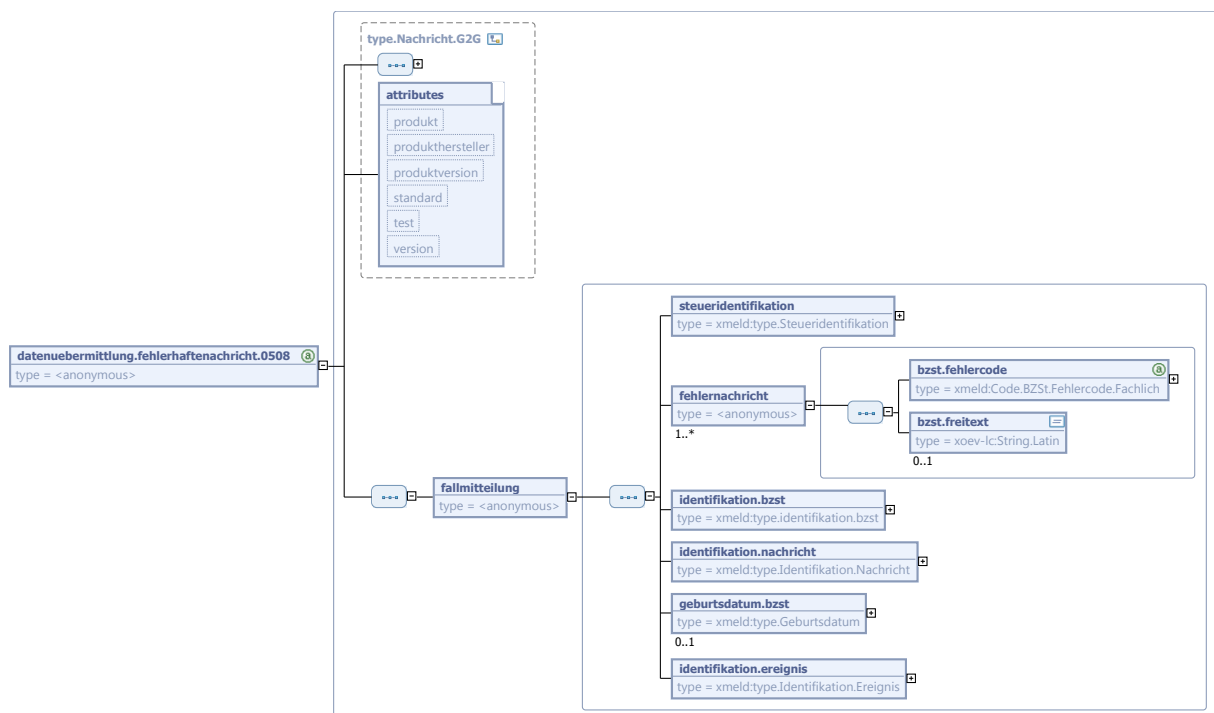 type.Nachricht.G2G
attributes
produkt
produkthersteller
produktversion
standard
test
version
datenuebermittlung.fehlerhaftenachricht.0508
type = <anonymous>
fallmitteilung
type = <anonymous>
steueridentifikation
type = xmeld:type.Steueridentifikation
fehlernachricht
type = <anonymous>
1..*
bzst.fehlercode
type = xmeld:Code.BZSt.Fehlercode.Fachlich
bzst.freitext
type = xoev-lc:String.Latin
0..1
identifikation.bzst
type = xmeld:type.identifikation.bzst
identifikation.nachricht
type = xmeld:type.Identifikation.Nachricht
geburtsdatum.bzst
type = xmeld:type.Geburtsdatum
0..1
identifikation.ereignis
type = xmeld:type.Identifikation.Ereignis